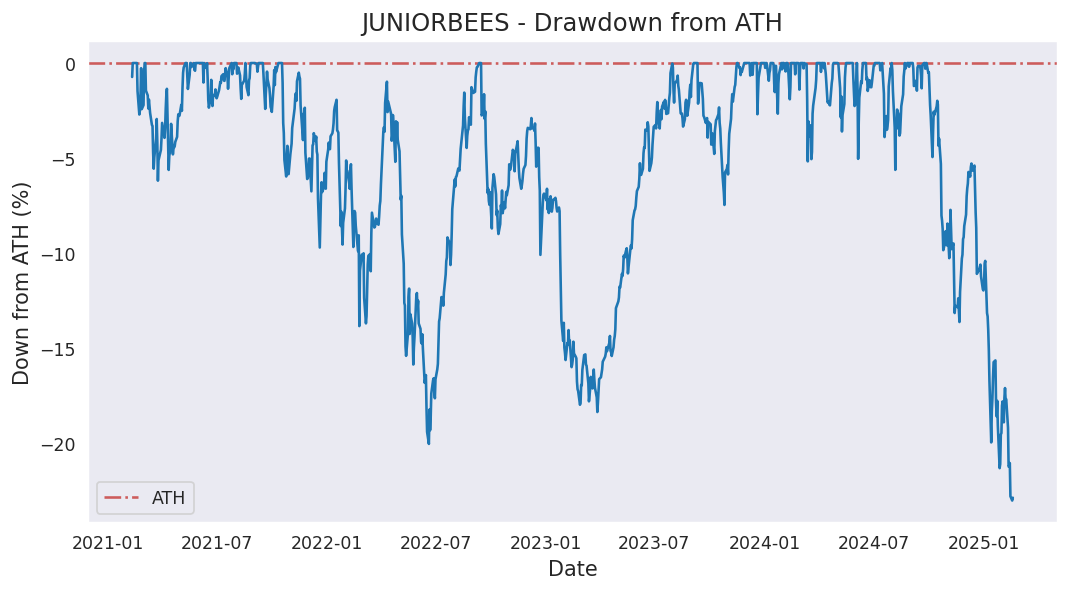 JUNIORBEES - Drawdown from ATH
Down from ATH (%)
0
−5
−10
−15
−20
ATH
2021-01 2021-07 2022-01 2022-07 2023-01 2023-07 2024-01 2024-07 2025-01
Date